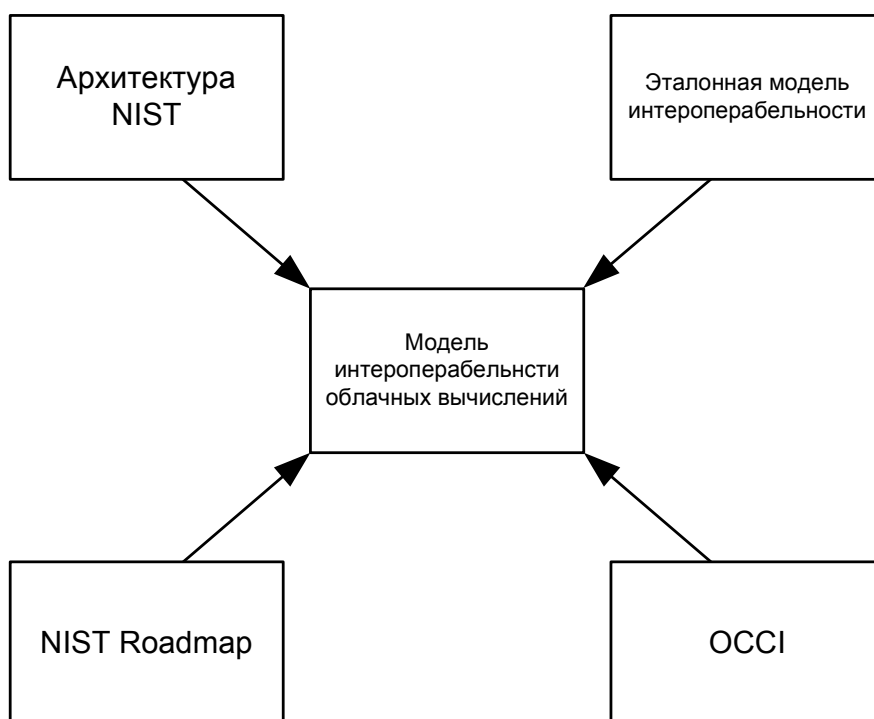 Архитектура
NIST
Эталонная модель
интероперабельности
Модель
интероперабельнсти
облачных вычислений
NIST Roadmap
OCCI